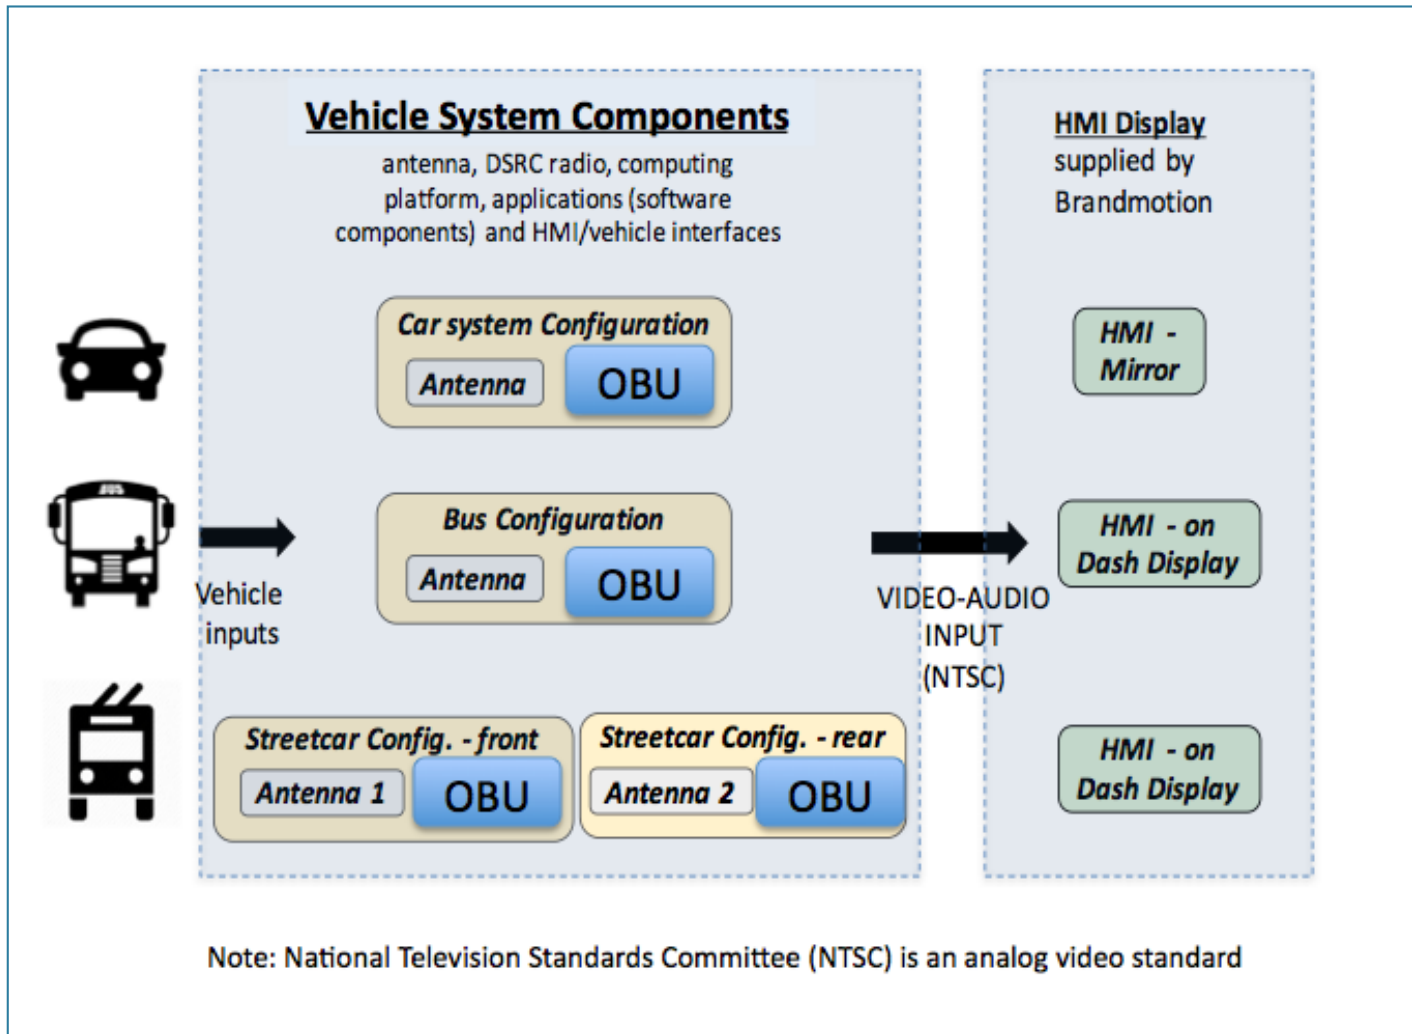 Vehicle System Components
antenna, DSRC radio, computing
platform, applications (software
components) and HMI/vehicle interfaces
HMI Display
supplied by
Brandmotion
Car system Configuration
Antenna
OBU
HMI -
Mirror
BUS
Bus Configuration
Antenna
OBU
HMI - on
Dash Display
Vehicle
inputs
VIDEO-AUDIO
INPUT
(NTSC)
Streetcar Config. - front
Antenna 1
OBU
Streetcar Config. - rear
Antenna 2
OBU
HMI - on
Dash Display
Note: National Television Standards Committee (NTSC) is an analog video standard